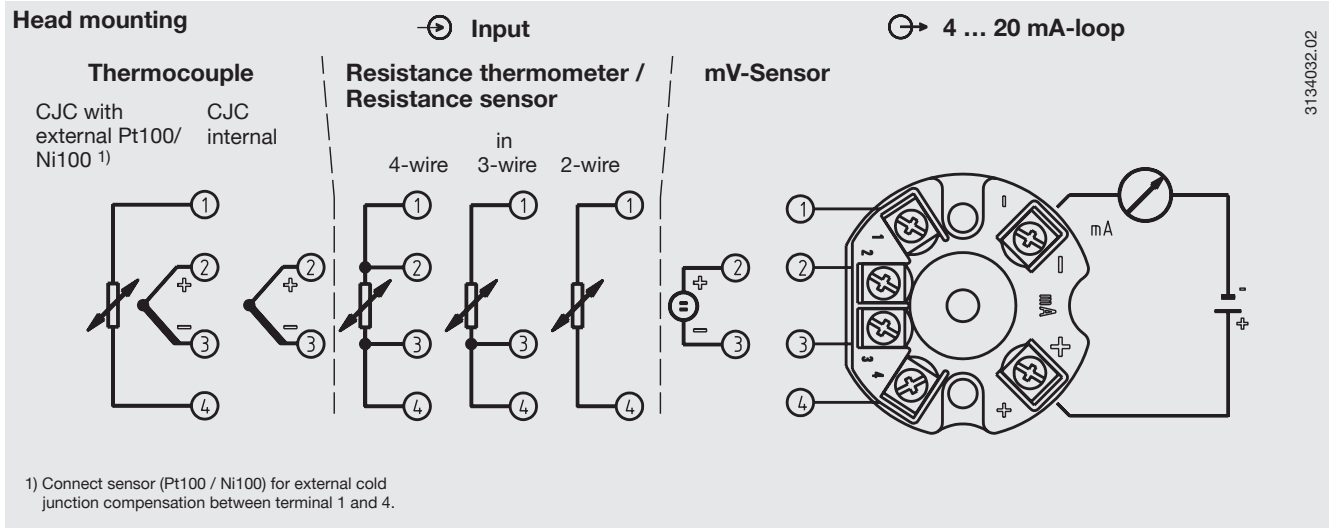 Head mounting
Input
4 … 20 mA-loop
3134032.02
Thermocouple
Resistance thermometer /
Resistance sensor
mV-Sensor
CJC with
external Pt100/
Ni100 1)
CJC
internal
in
4-wire
3-wire
2-wire
1
2
+
−
3
4
2
+
−
3
1
2
3
4
1
3
4
1
4
2
+
−
3
1
2
3
4
1
2
3
4
−
−
mA
+
+
mA
-
+
1) Connect sensor (Pt100 / Ni100) for external cold
junction compensation between terminal 1 and 4.